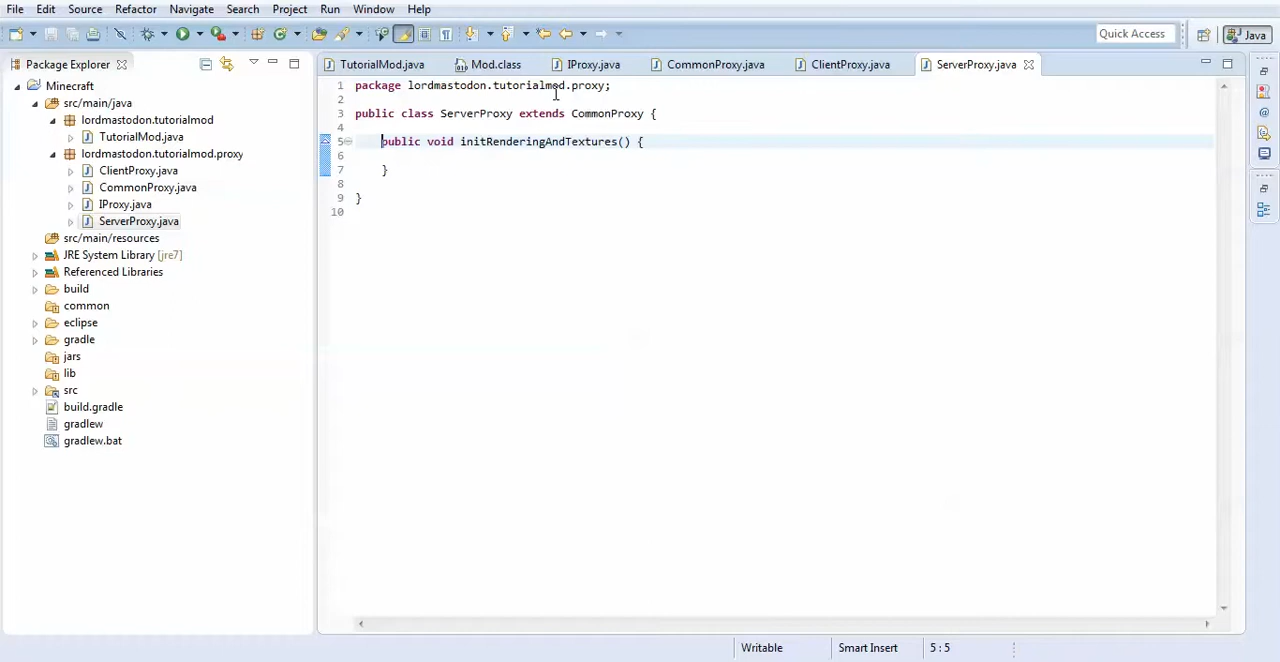 File Edit Source Refactor Navigate Search Project Run Window Help
Quick Access Java
Package Explorer
TutorialMod.java Mod.class IProxy.java CommonProxy.java ClientProxy.java ServerProxy.java
Minecraft
src/main/java
lordmastodon.tutorialmod
TutorialMod.java
lordmastodon.tutorialmod.proxy
ClientProxy.java
CommonProxy.java
IProxy.java
ServerProxy.java
src/main/resources
JRE System Library [jre7]
Referenced Libraries
build
common
eclipse
gradle
jars
lib
src
build.gradle
gradlew
gradlew.bat
1 package lordmastodon.tutorialmod.proxy;
2
3 public class ServerProxy extends CommonProxy {
4
5 public void initRenderingAndTextures() {
6
7 }
8
9 }
10
Writable Smart Insert 5 : 5